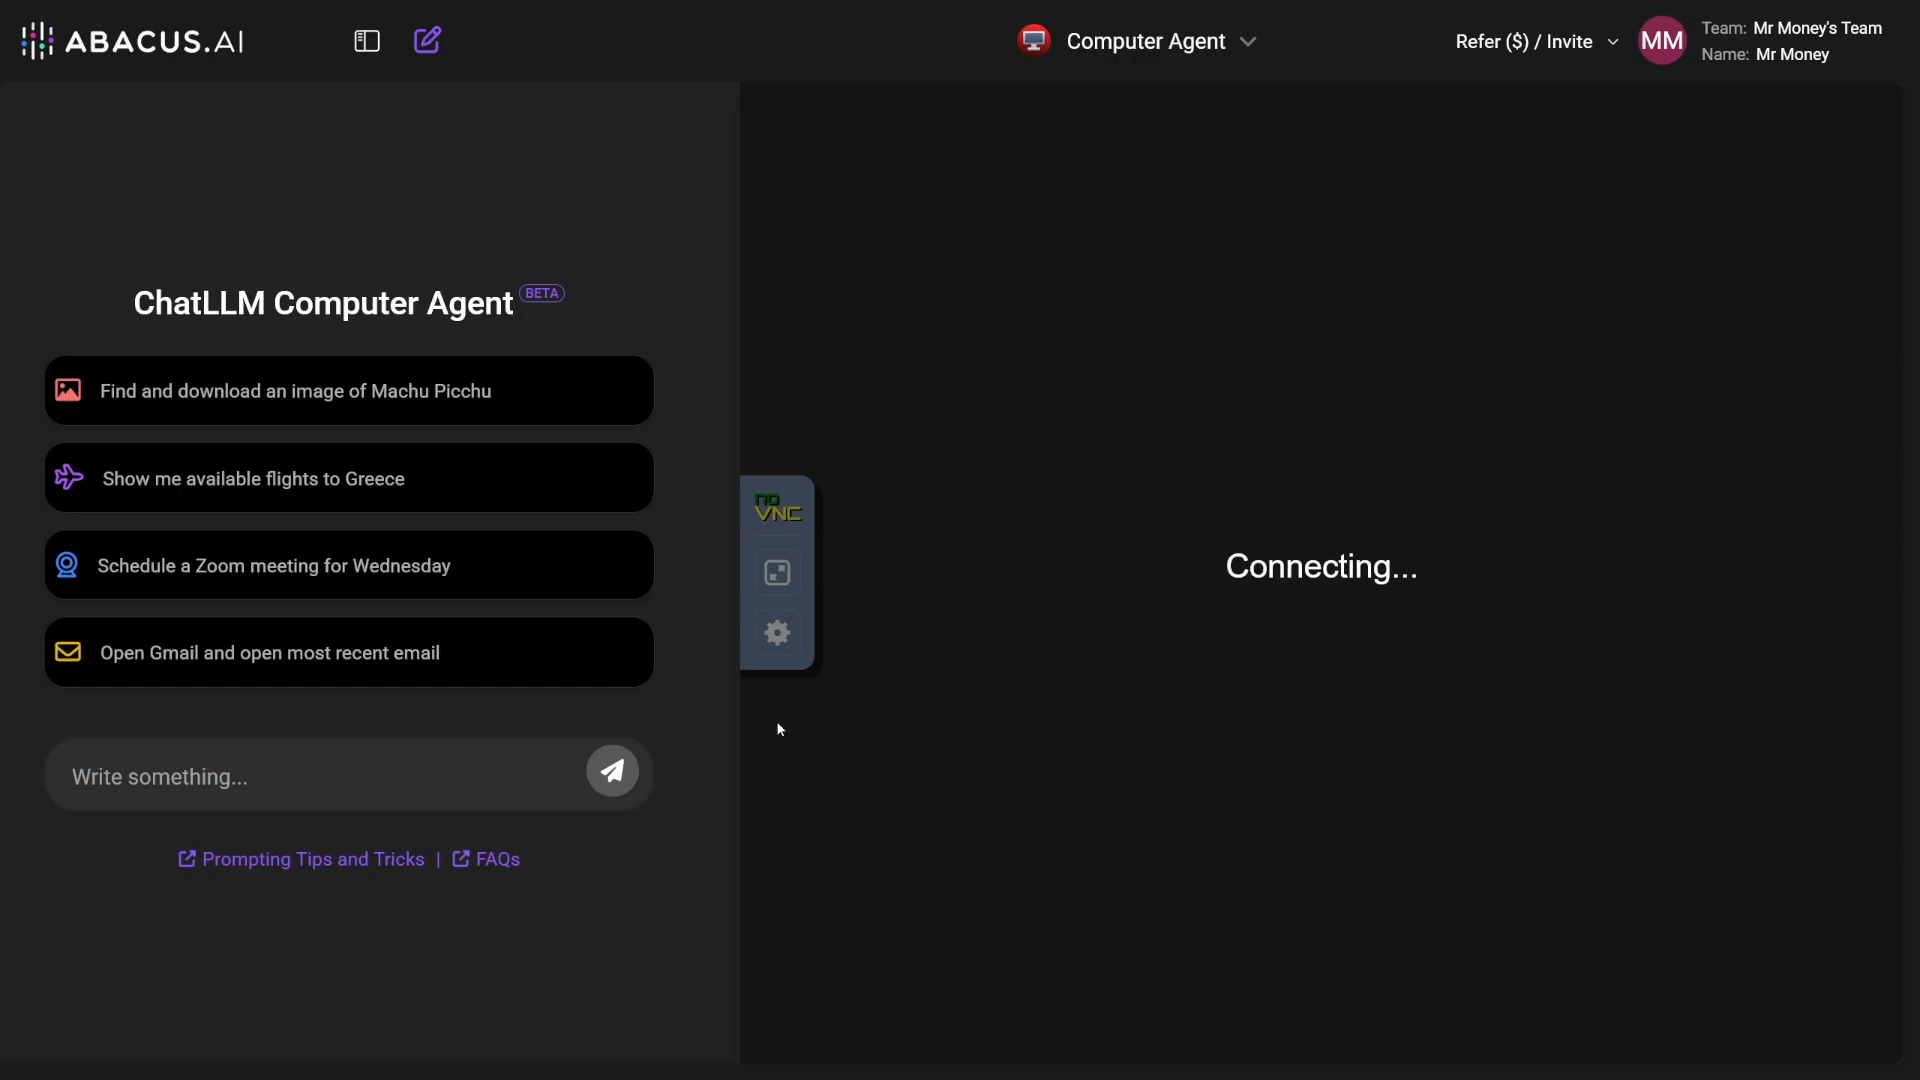 ABACUS.AI
Computer Agent
Refer ($) / Invite
MM
Team: Mr Money's Team
Name: Mr Money
ChatLLM Computer Agent BETA
Find and download an image of Machu Picchu
Show me available flights to Greece
Schedule a Zoom meeting for Wednesday
Open Gmail and open most recent email
Write something...
Prompting Tips and Tricks | FAQs
no
VNC
Connecting...